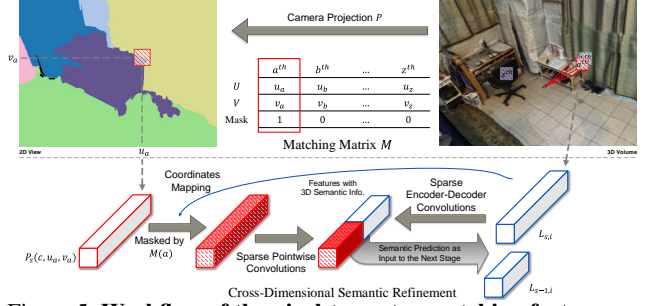 Camera Projection P
v_a
a^th b^th ... z^th
U u_a u_b ... u_z
V v_a v_b ... v_z
Mask 1 0 ... 0
Matching Matrix M
2D View
u_a
3D Volume
Coordinates
Mapping
Features with
3D Semantic Info.
Sparse
Encoder-Decoder
Convolutions
P_s(c, u_a, v_a)
Masked by
M(a)
Sparse Pointwise
Convolutions
L_s,i
Semantic Prediction as
Input to the Next Stage
L_s-1,i
Cross-Dimensional Semantic Refinement